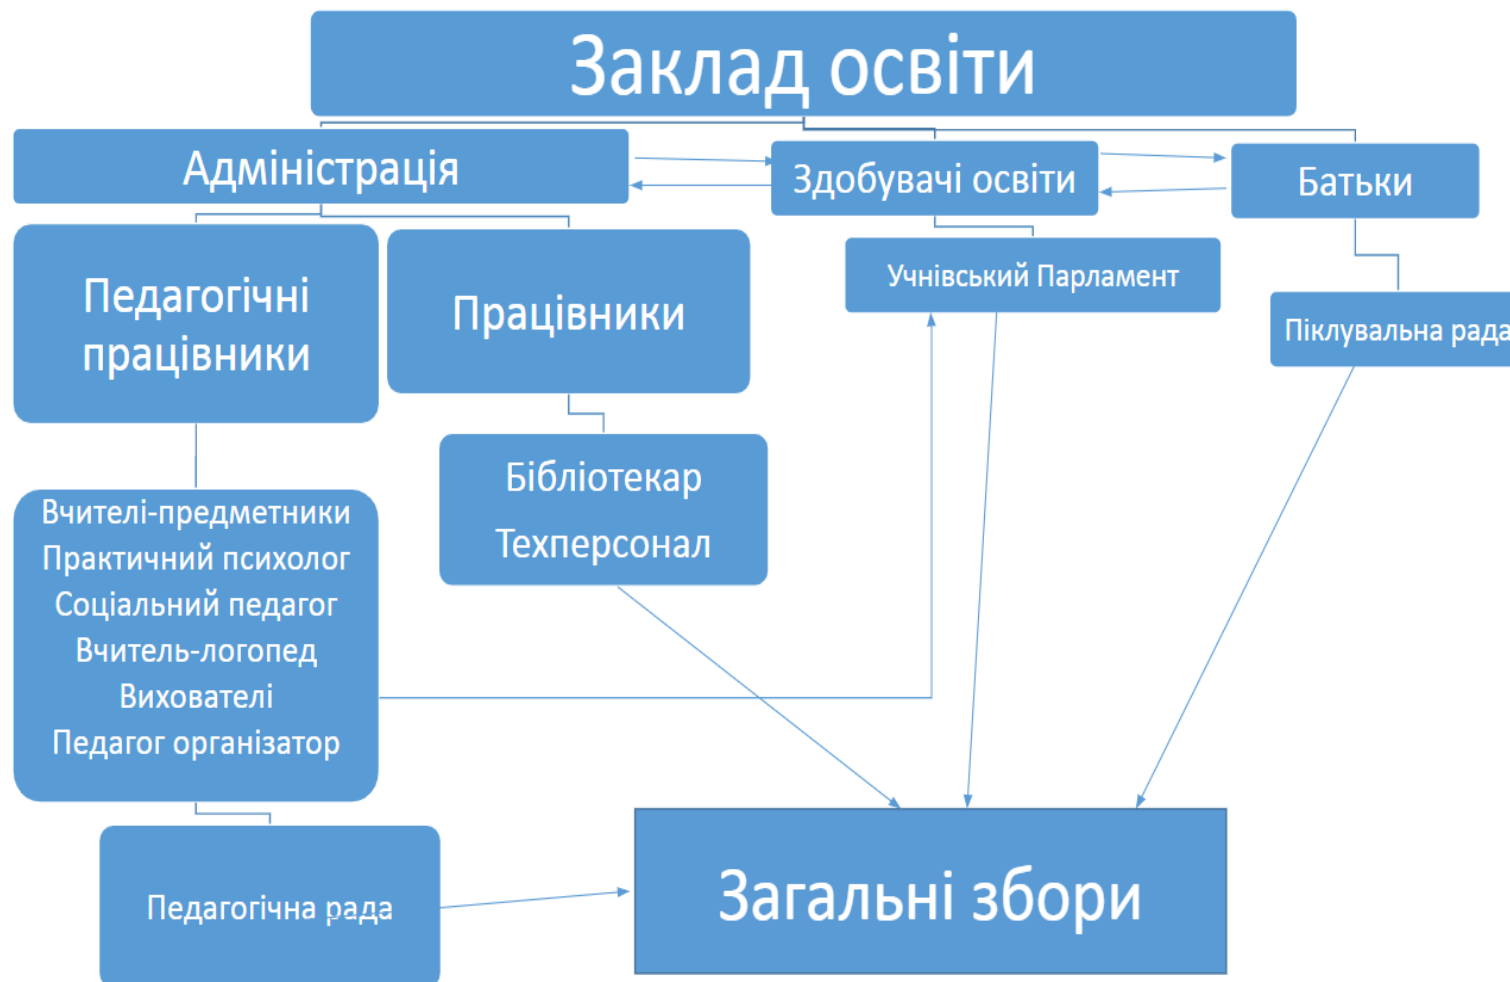 Заклад освіти
Адміністрація
Здобувачі освіти
Батьки
Педагогічні
працівники
Працівники
Учнівський Парламент
Піклувальна рада
Бібліотекар
Техперсонал
Вчителі-предметники
Практичний психолог
Соціальний педагог
Вчитель-логопед
Вихователі
Педагог організатор
Педагогічна рада
Загальні збори